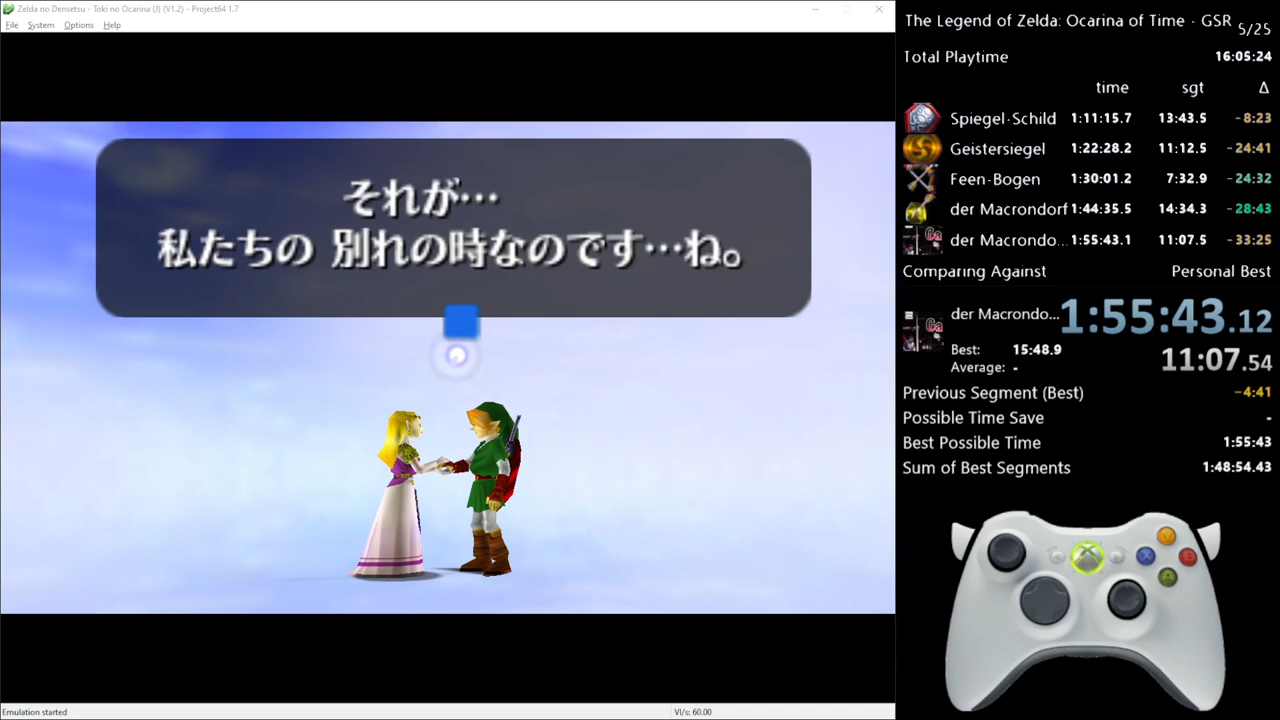 Zelda no Densetsu - Toki no Ocarina (J) (V1.2) - Project64 1.7
File System Options Help
それが…
私たちの 別れの時なのです…ね。
Emulation started
VI/s: 60.00
The Legend of Zelda: Ocarina of Time · GSR 5/25
Total Playtime 16:05:24
time sgt Δ
Spiegel-Schild 1:11:15.7 13:43.5 -8:23
Geistersiegel 1:22:28.2 11:12.5 -24:41
Feen-Bogen 1:30:01.2 7:32.9 -24:32
der Macrondorf 1:44:35.5 14:34.3 -28:43
der Macrondo... 1:55:43.1 11:07.5 -33:25
Comparing Against Personal Best
der Macrondo... 1:55:43.12
Best: 15:48.9 11:07.54
Average: -
Previous Segment (Best) -4:41
Possible Time Save -
Best Possible Time 1:55:43
Sum of Best Segments 1:48:54.43
Y
X
B
A